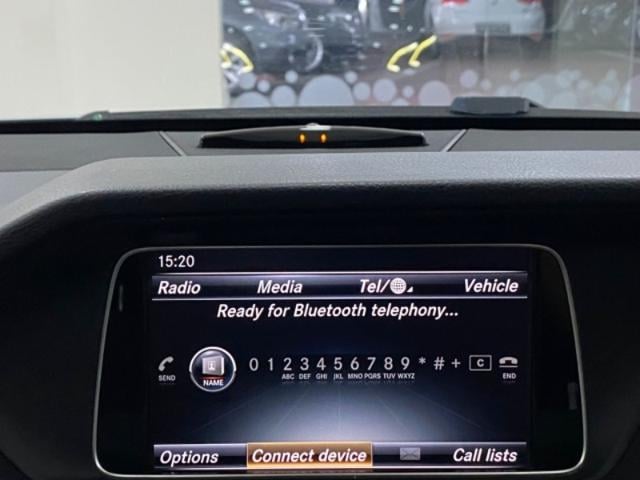 15:20
Radio Media Tel/ Vehicle
Ready for Bluetooth telephony...
SEND NAME 0 1 2 3 4 5 6 7 8 9 * # + C END
ABC DEF GHI JKL MNO PQRS TUV WXYZ
Options Connect device Call lists